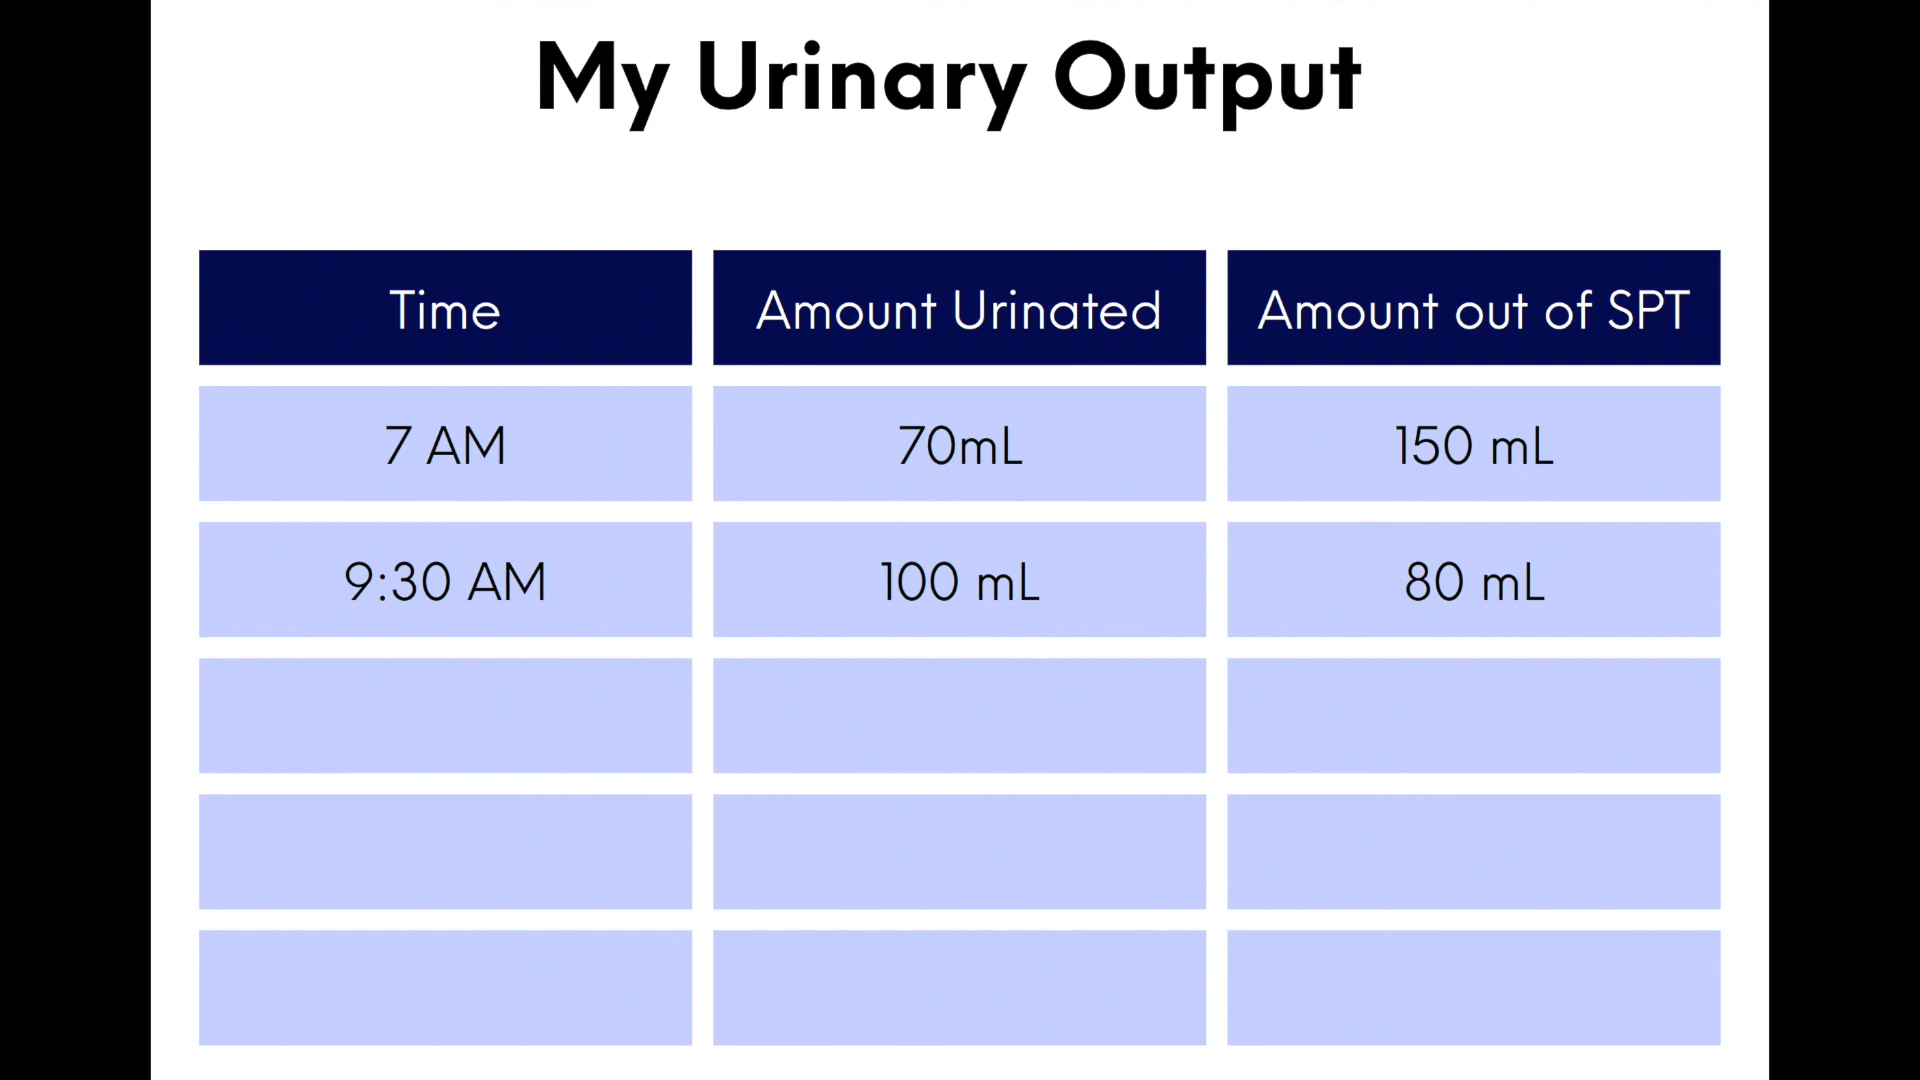 My Urinary Output
Time Amount Urinated Amount out of SPT
7 AM 70mL 150 mL
9:30 AM 100 mL 80 mL